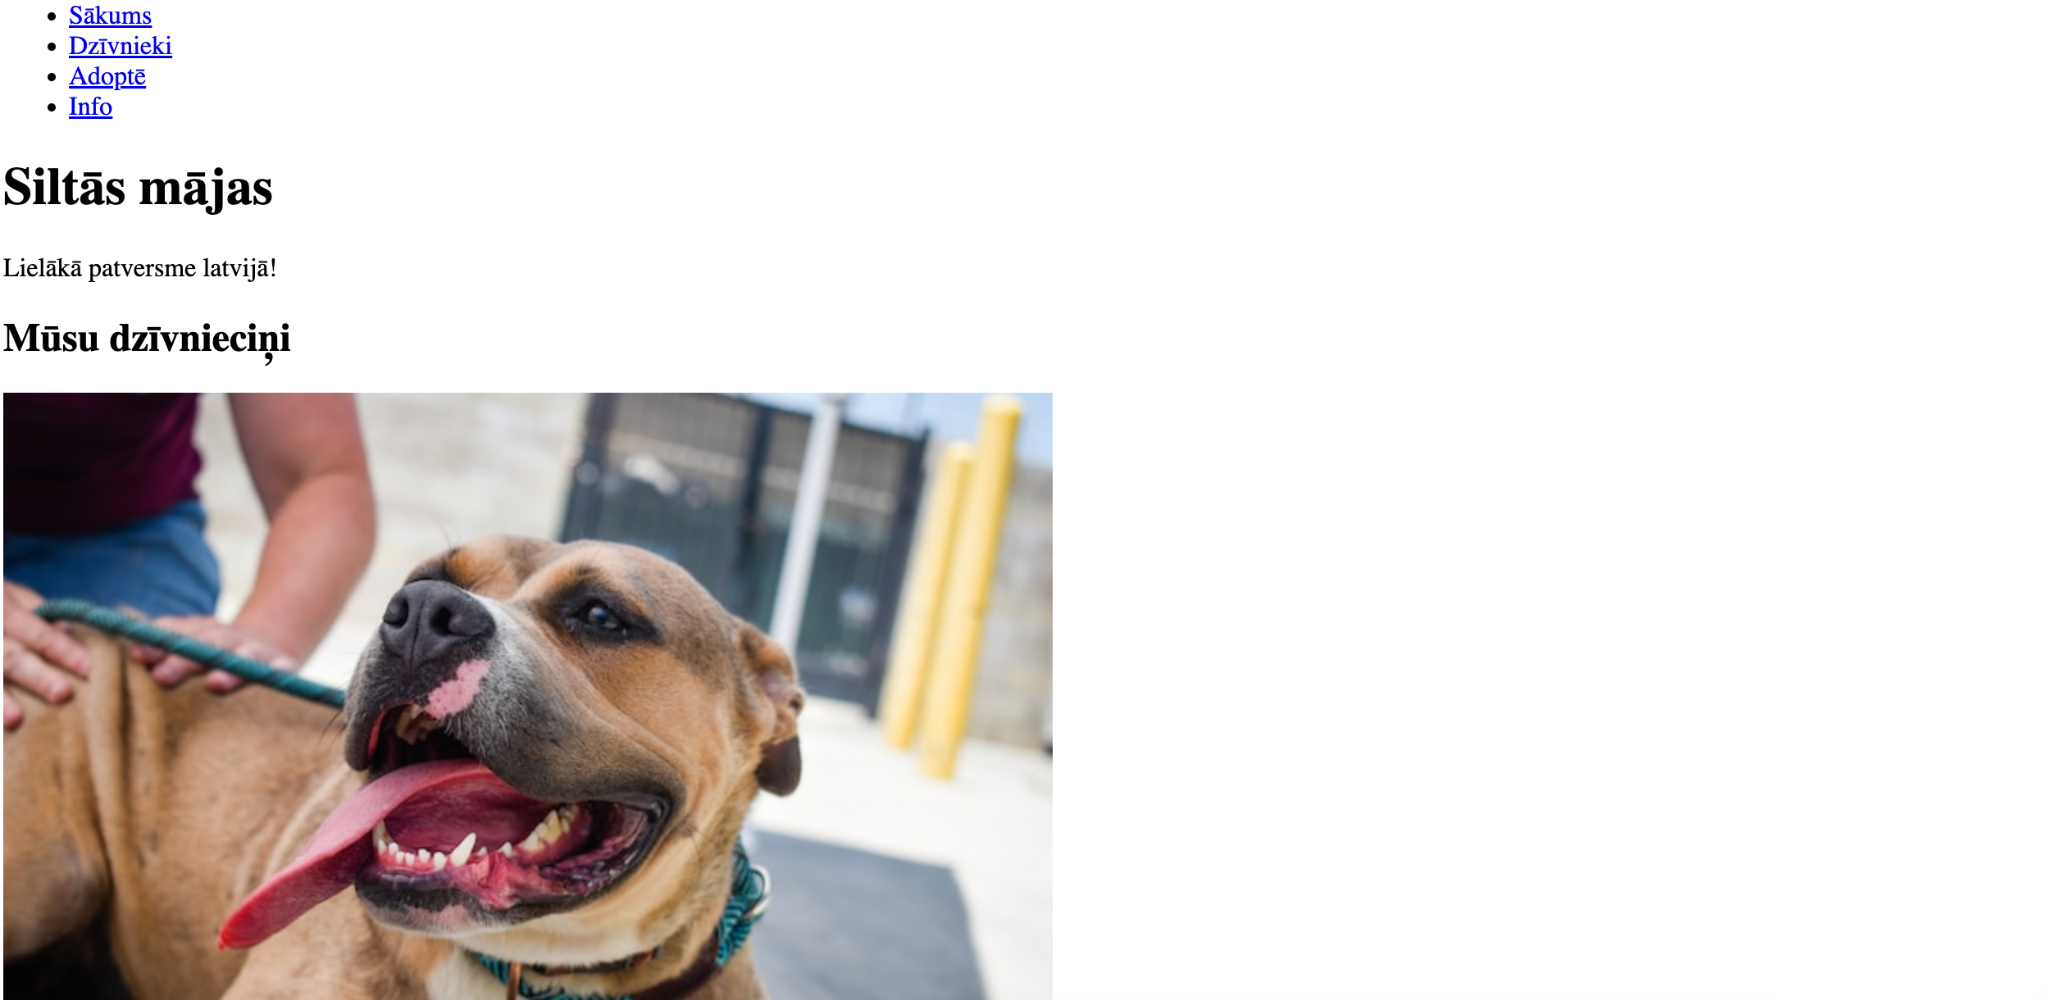 Sākums
Dzīvnieki
Adoptē
Info
Siltās mājas
Lielākā patversme latvijā!
Mūsu dzīvnieciņi